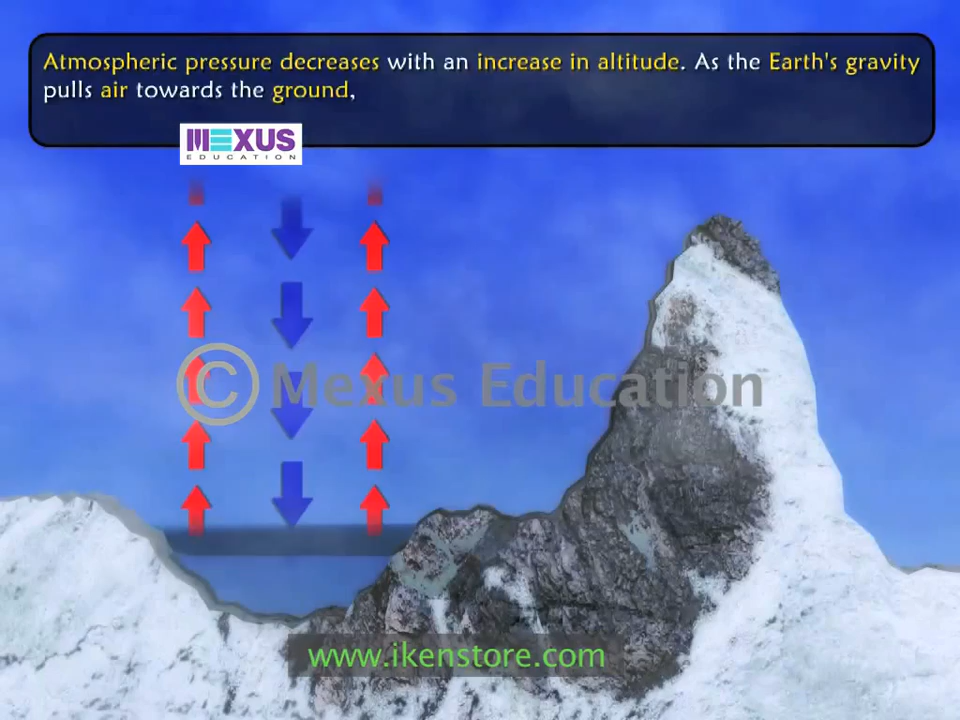 Atmospheric pressure decreases with an increase in altitude. As the Earth's gravity
pulls air towards the ground,
MEXUS
EDUCATION
© Mexus Education
www.ikenstore.com